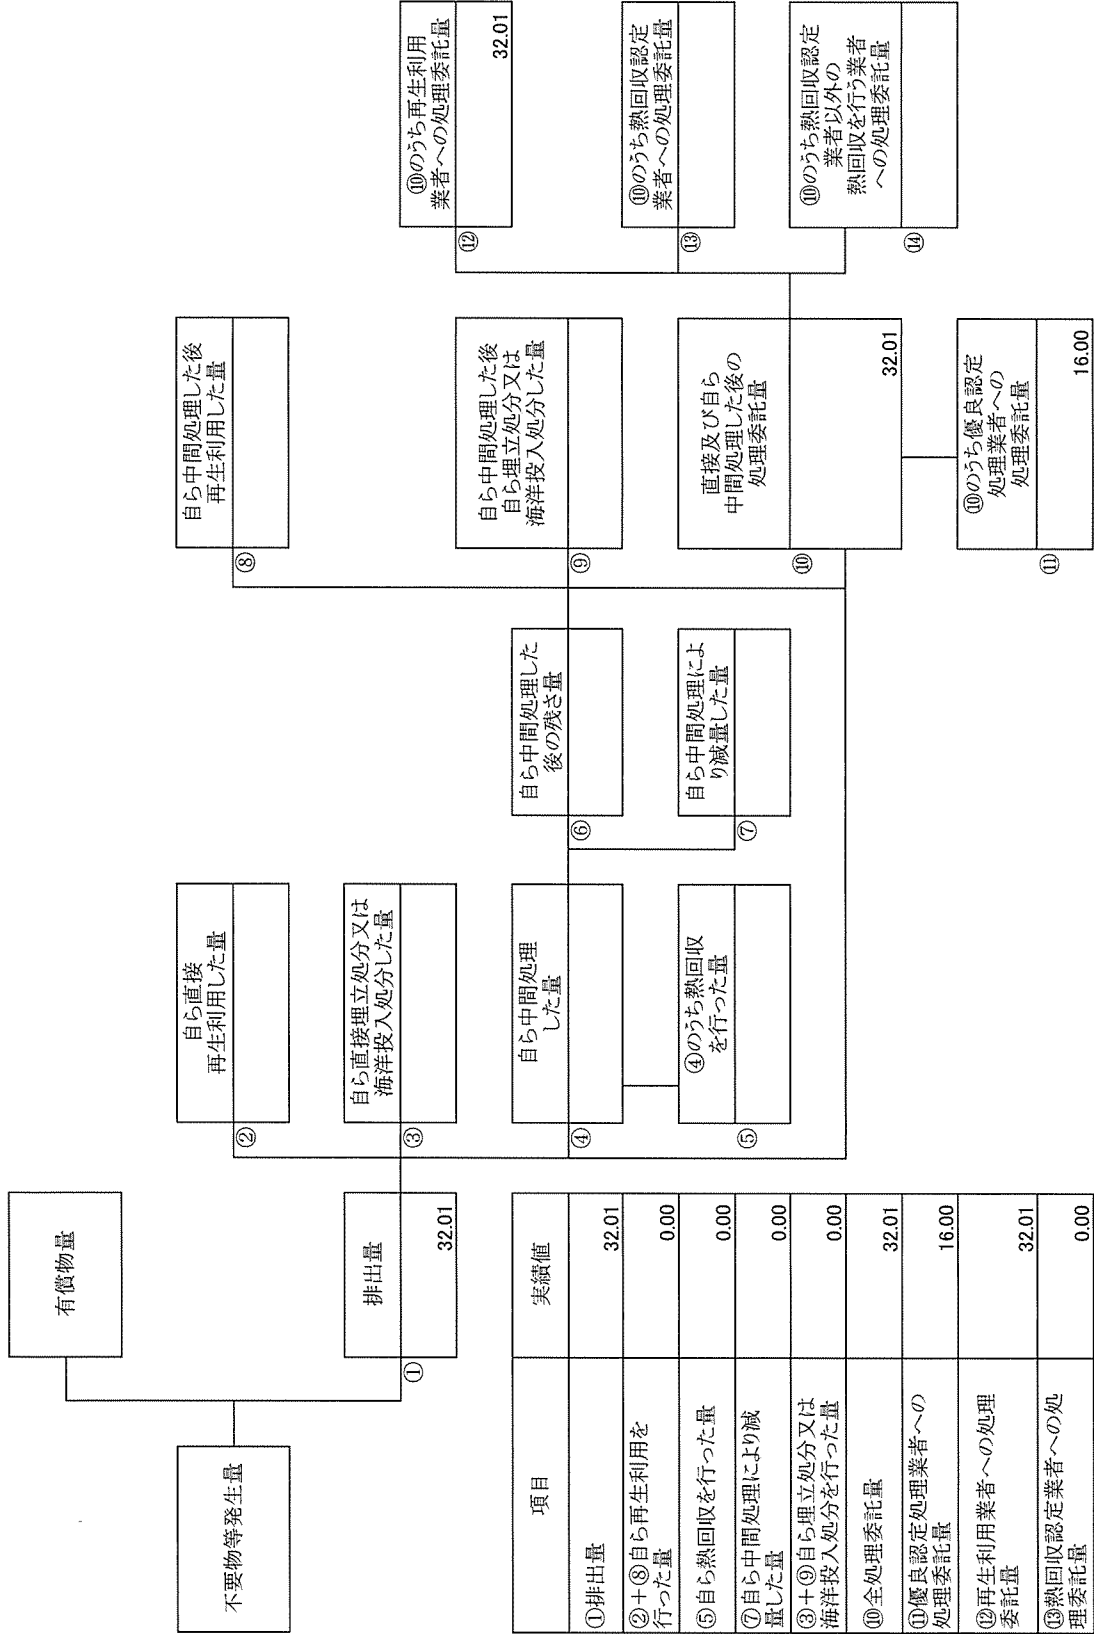 不要物等発生量
有償物量
①
排出量
32.01
②
自ら直接
再生利用した量
③
自ら直接埋立処分又は
海洋投入処分した量
④
自ら中間処理
した量
⑤
④のうち熱回収
を行った量
⑥
自ら中間処理した
後の残さ量
⑦
自ら中間処理によ
り減量した量
⑧
自ら中間処理した後
再生利用した量
⑨
自ら中間処理した後
自ら埋立処分又は
海洋投入処分した量
⑩
直接及び自ら
中間処理した後の
処理委託量
32.01
⑪
⑩のうち優良認定
処理業者への
処理委託量
16.00
⑫
⑩のうち再生利用
業者への処理委託量
32.01
⑬
⑩のうち熱回収認定
業者への処理委託量
⑭
⑩のうち熱回収認定
業者以外の
熱回収を行う業者
への処理委託量
項目 実績値
①排出量 32.01
②+⑧自ら再生利用を
行った量 0.00
⑤自ら熱回収を行った量 0.00
⑦自ら中間処理により減
量した量 0.00
③+⑨自ら埋立処分又は
海洋投入処分を行った量 0.00
⑩全処理委託量 32.01
⑪優良認定処理業者への
処理委託量 16.00
⑫再生利用業者への処理
委託量 32.01
⑬熱回収認定業者への処
理委託量 0.00